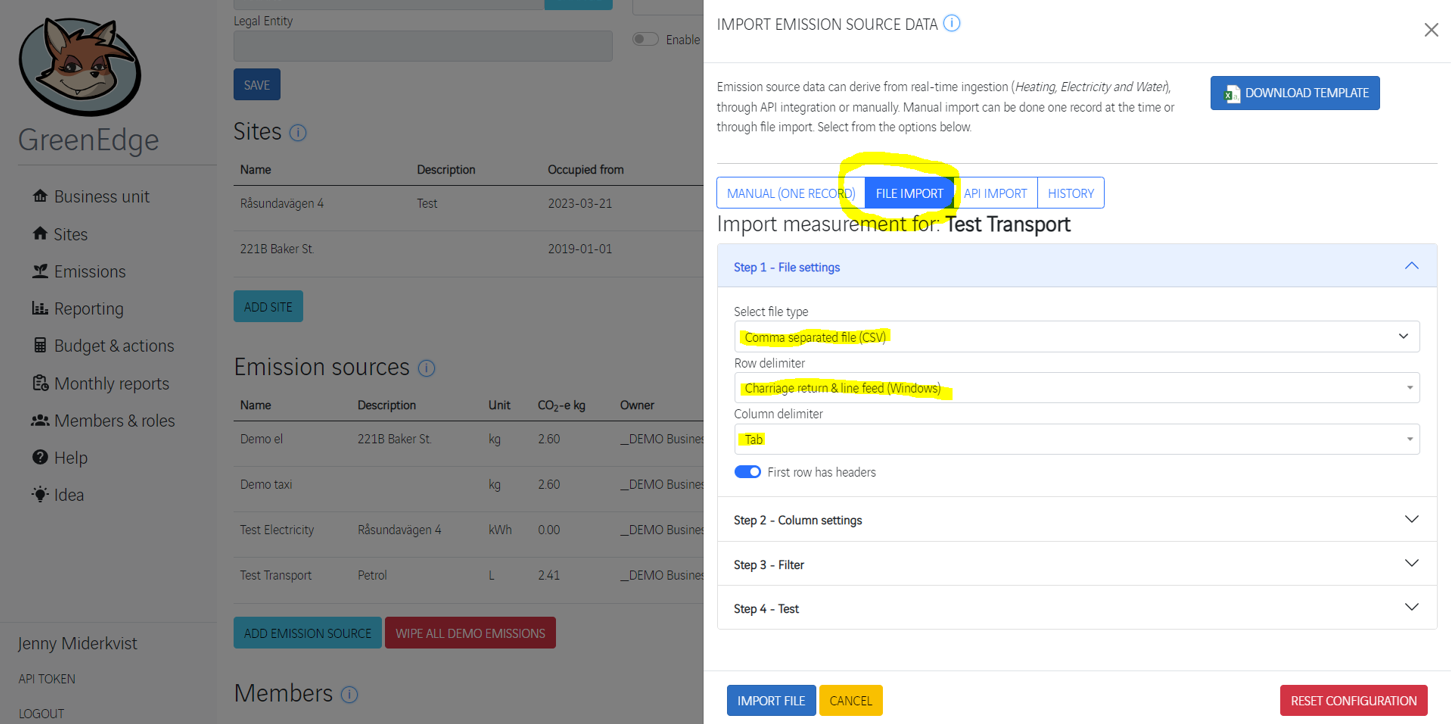 GreenEdge
Business unit
Sites
Emissions
Reporting
Budget & actions
Monthly reports
Members & roles
Help
Idea
Jenny Miderkvist
API TOKEN
LOGOUT
Legal Entity
Enable
SAVE
Sites
Name Description Occupied from
Råsundavägen 4 Test 2023-03-21
221B Baker St. 2019-01-01
ADD SITE
Emission sources
Name Description Unit CO2-e kg Owner
Demo el 221B Baker St. kg 2.60 __DEMO Busines
Demo taxi kg 2.60 __DEMO Busines
Test Electricity Råsundavägen 4 kWh 0.00 __DEMO Busines
Test Transport Petrol L 2.41 __DEMO Busines
ADD EMISSION SOURCE WIPE ALL DEMO EMISSIONS
Members
IMPORT EMISSION SOURCE DATA
Emission source data can derive from real-time ingestion (Heating, Electricity and Water),
through API integration or manually. Manual import can be done one record at the time or
through file import. Select from the options below.
DOWNLOAD TEMPLATE
MANUAL (ONE RECORD) FILE IMPORT API IMPORT HISTORY
Import measurement for: Test Transport
Step 1 - File settings
Select file type
Comma separated file (CSV)
Row delimiter
Charriage return & line feed (Windows)
Column delimiter
Tab
First row has headers
Step 2 - Column settings
Step 3 - Filter
Step 4 - Test
IMPORT FILE CANCEL RESET CONFIGURATION